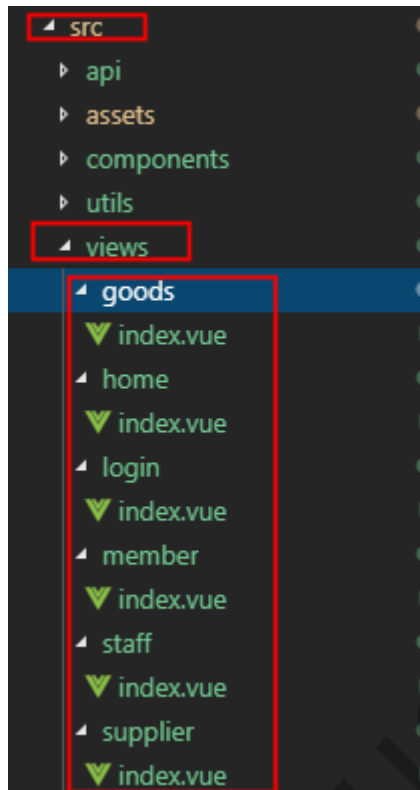 src
api
assets
components
utils
views
goods
index.vue
home
index.vue
login
index.vue
member
index.vue
staff
index.vue
supplier
index.vue